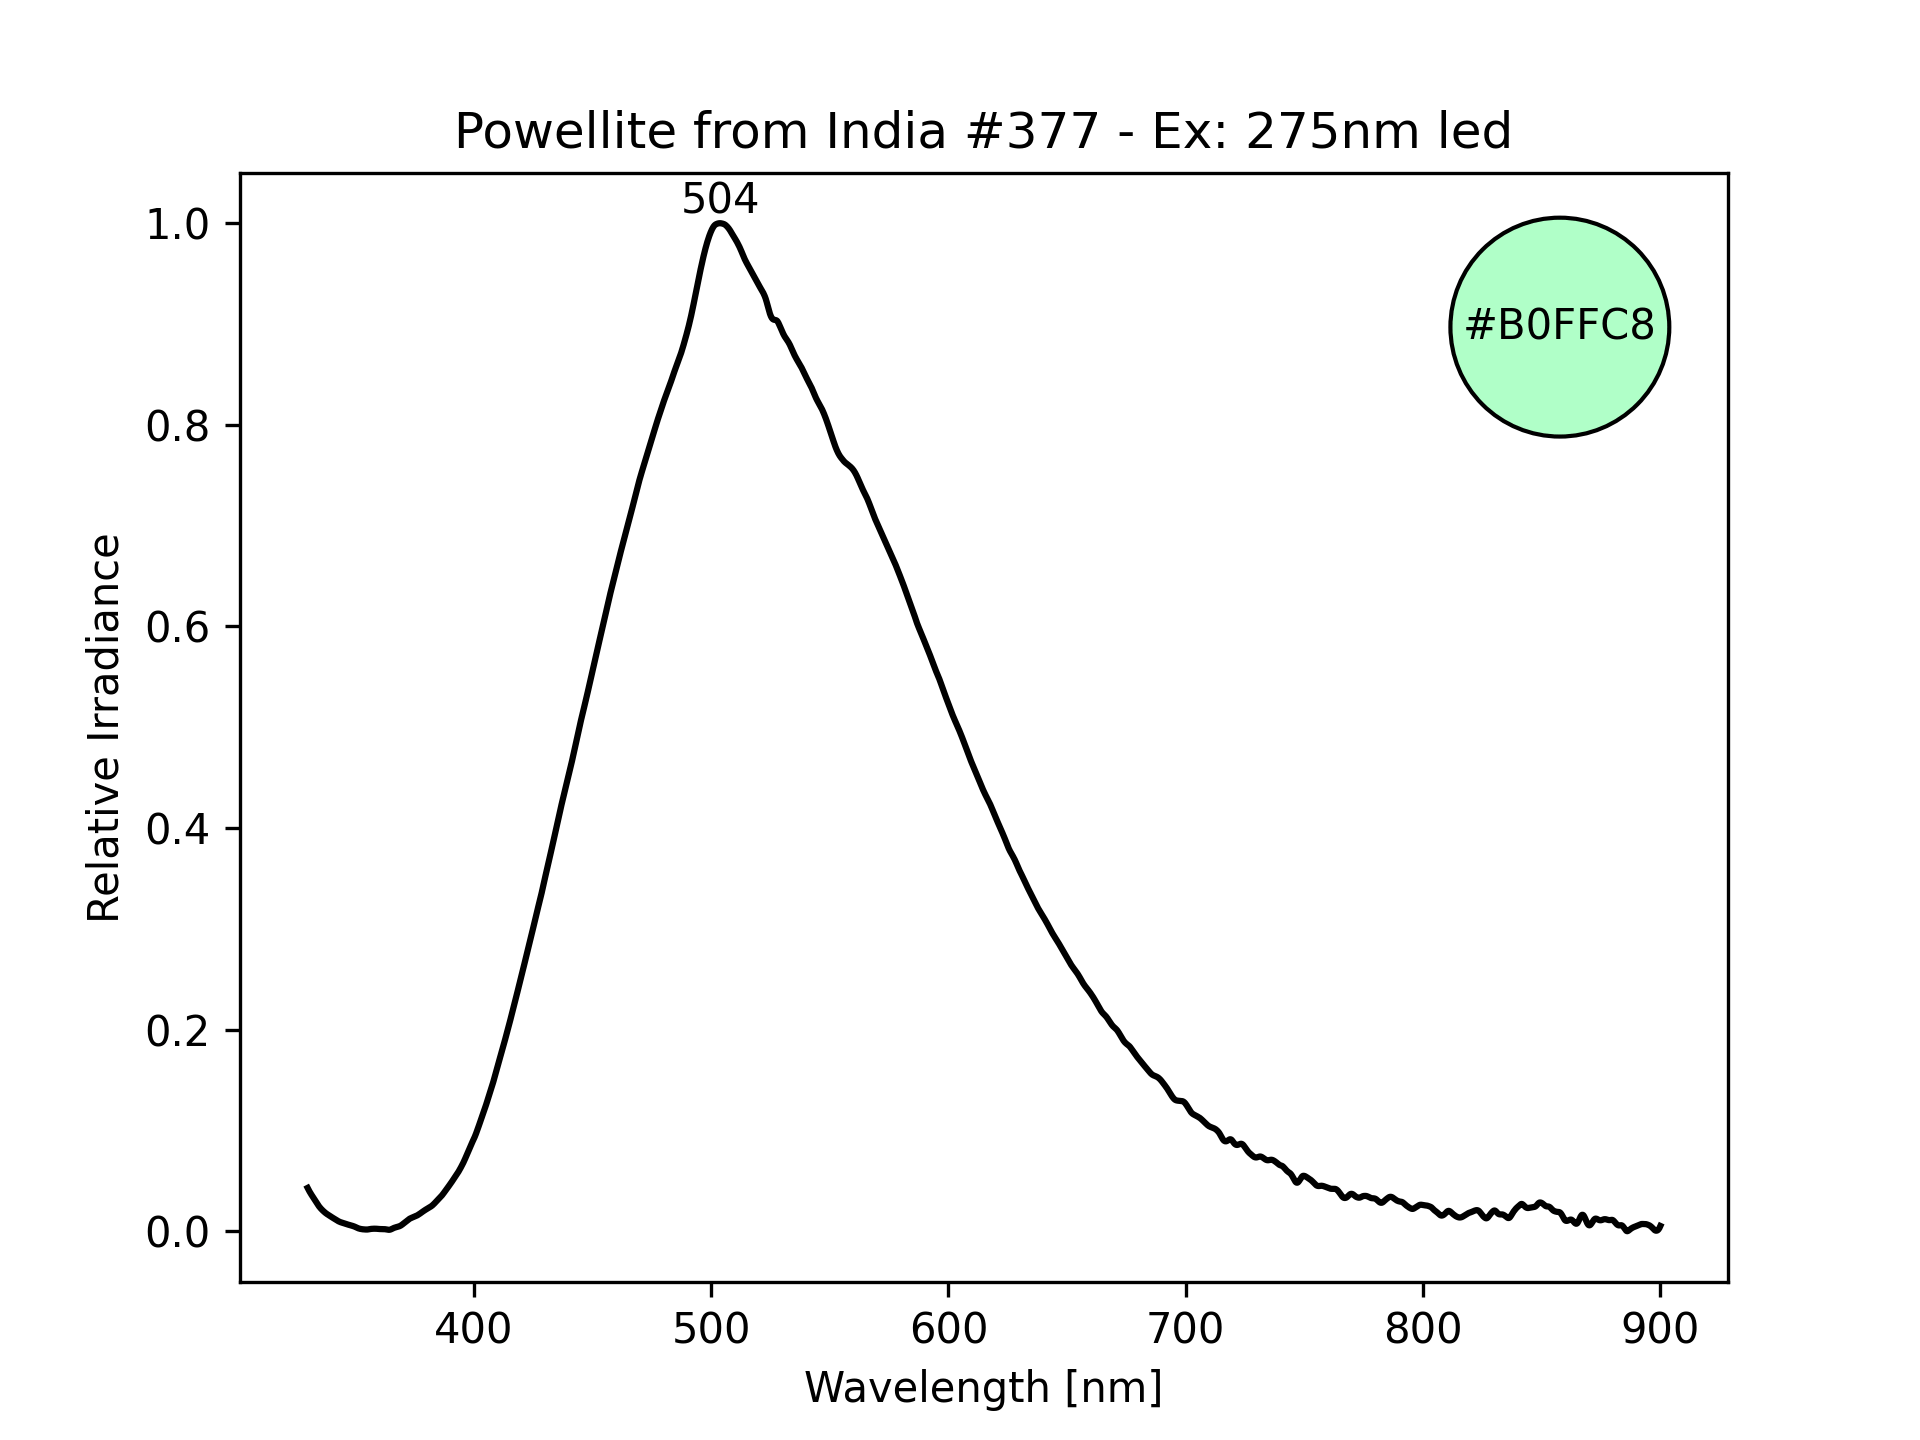 Powellite from India #377 - Ex: 275nm led
504
#B0FFC8
1.0
0.8
0.6
0.4
0.2
0.0
Relative Irradiance
400 500 600 700 800 900
Wavelength [nm]